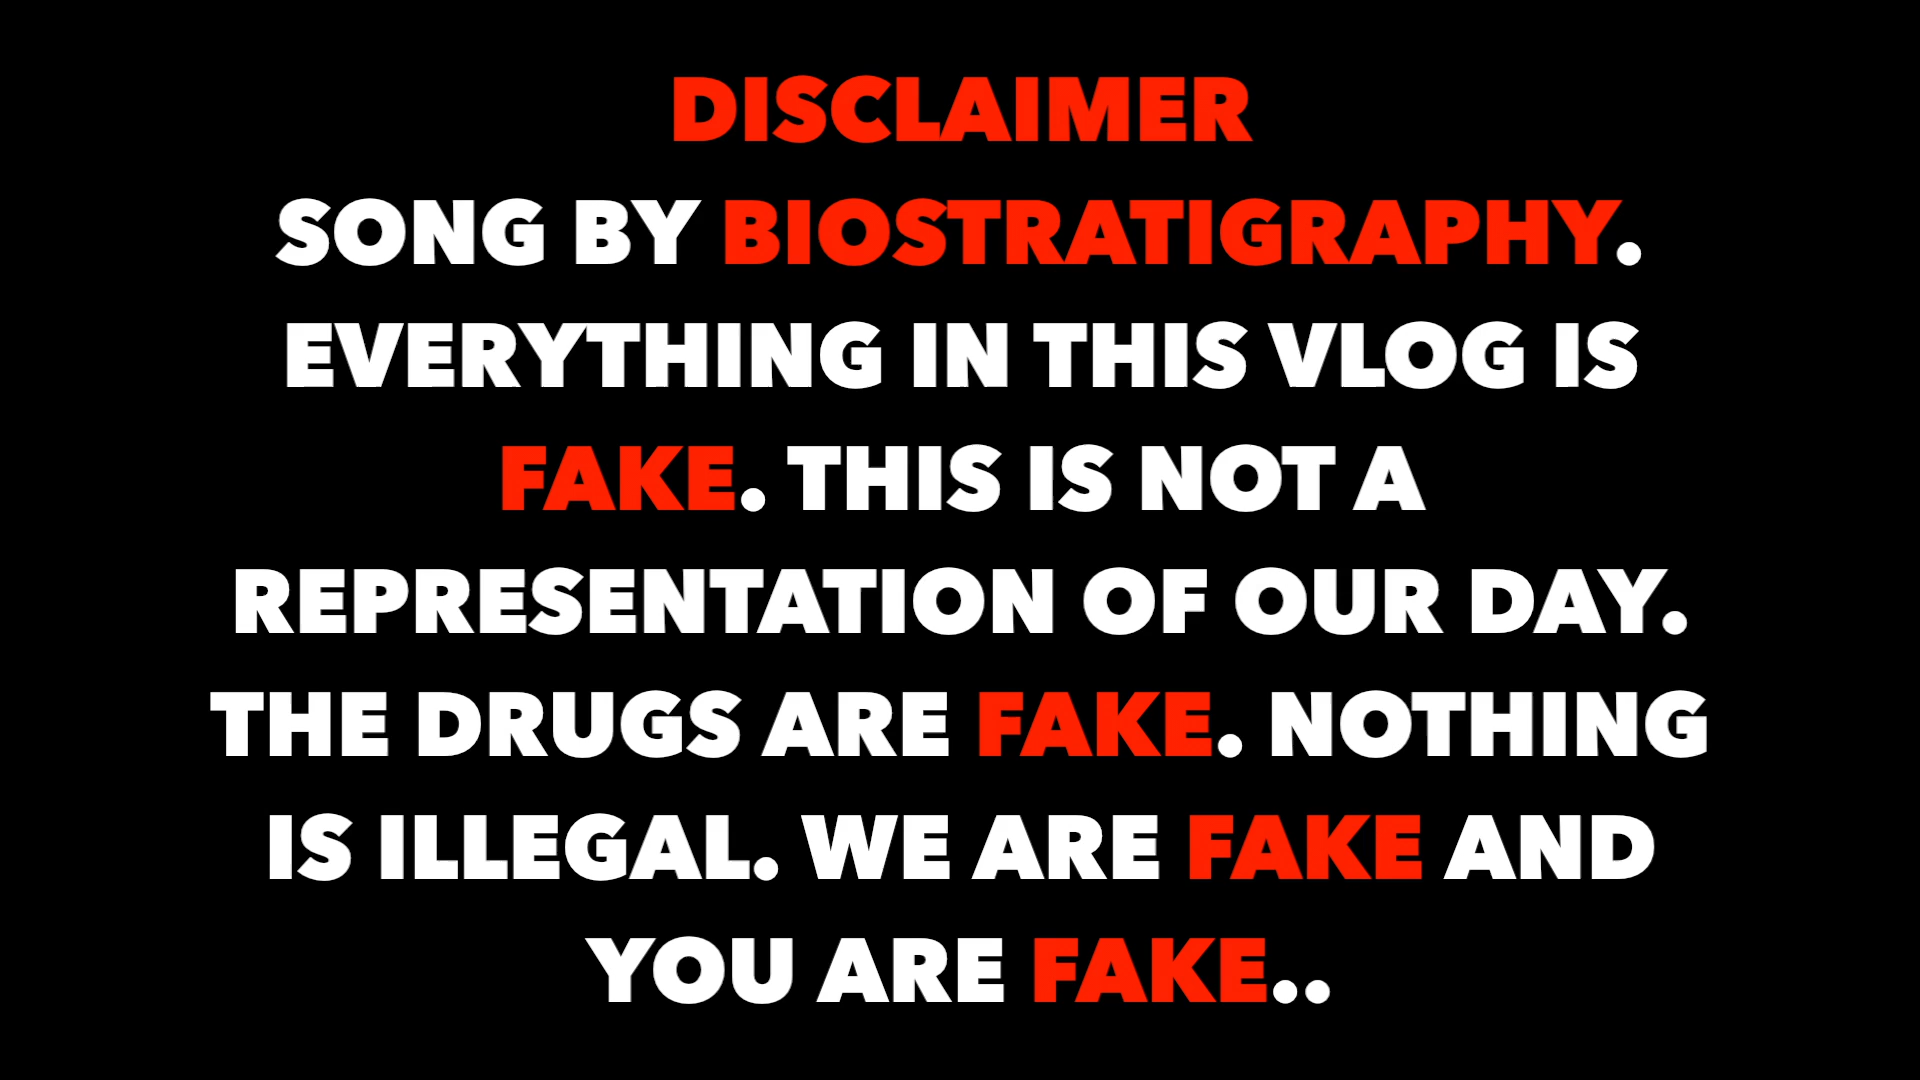 DISCLAIMER
SONG BY BIOSTRATIGRAPHY.
EVERYTHING IN THIS VLOG IS
FAKE. THIS IS NOT A
REPRESENTATION OF OUR DAY.
THE DRUGS ARE FAKE. NOTHING
IS ILLEGAL. WE ARE FAKE AND
YOU ARE FAKE..